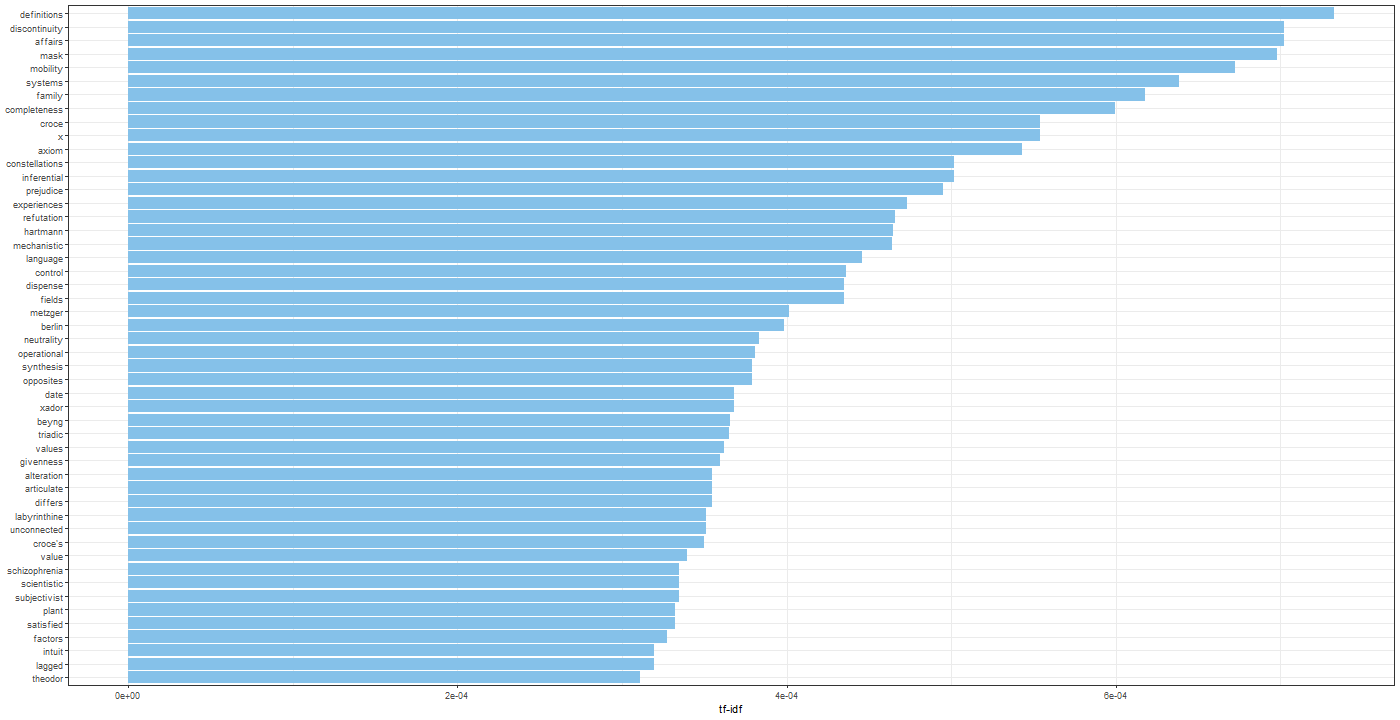 definitions
discontinuity
affairs
mask
mobility
systems
family
completeness
croce
x
axiom
constellations
inferential
prejudice
experiences
refutation
hartmann
mechanistic
language
control
dispense
fields
metzger
berlin
neutrality
operational
synthesis
opposites
date
xador
beyng
triadic
values
givenness
alteration
articulate
differs
labyrinthine
unconnected
croce's
value
schizophrenia
scientistic
subjectivist
plant
satisfied
factors
intuit
lagged
theodor
0e+00 2e-04 4e-04 6e-04
tf-idf